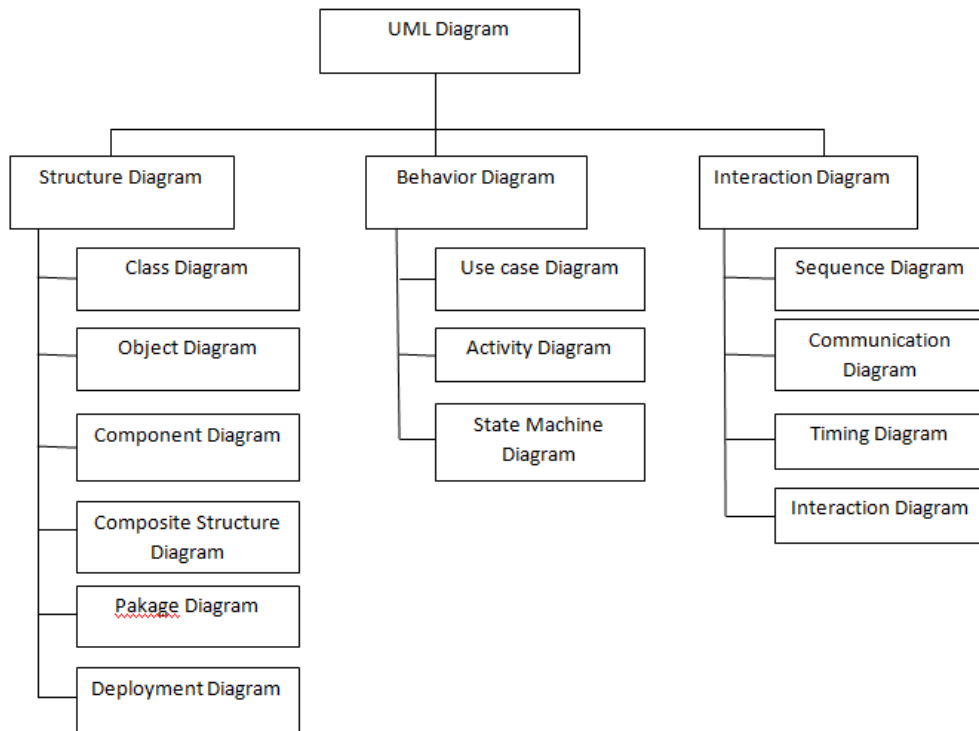 UML Diagram
Structure Diagram
Behavior Diagram
Interaction Diagram
Class Diagram
Object Diagram
Component Diagram
Composite Structure
Diagram
Pakage Diagram
Deployment Diagram
Use case Diagram
Activity Diagram
State Machine
Diagram
Sequence Diagram
Communication
Diagram
Timing Diagram
Interaction Diagram